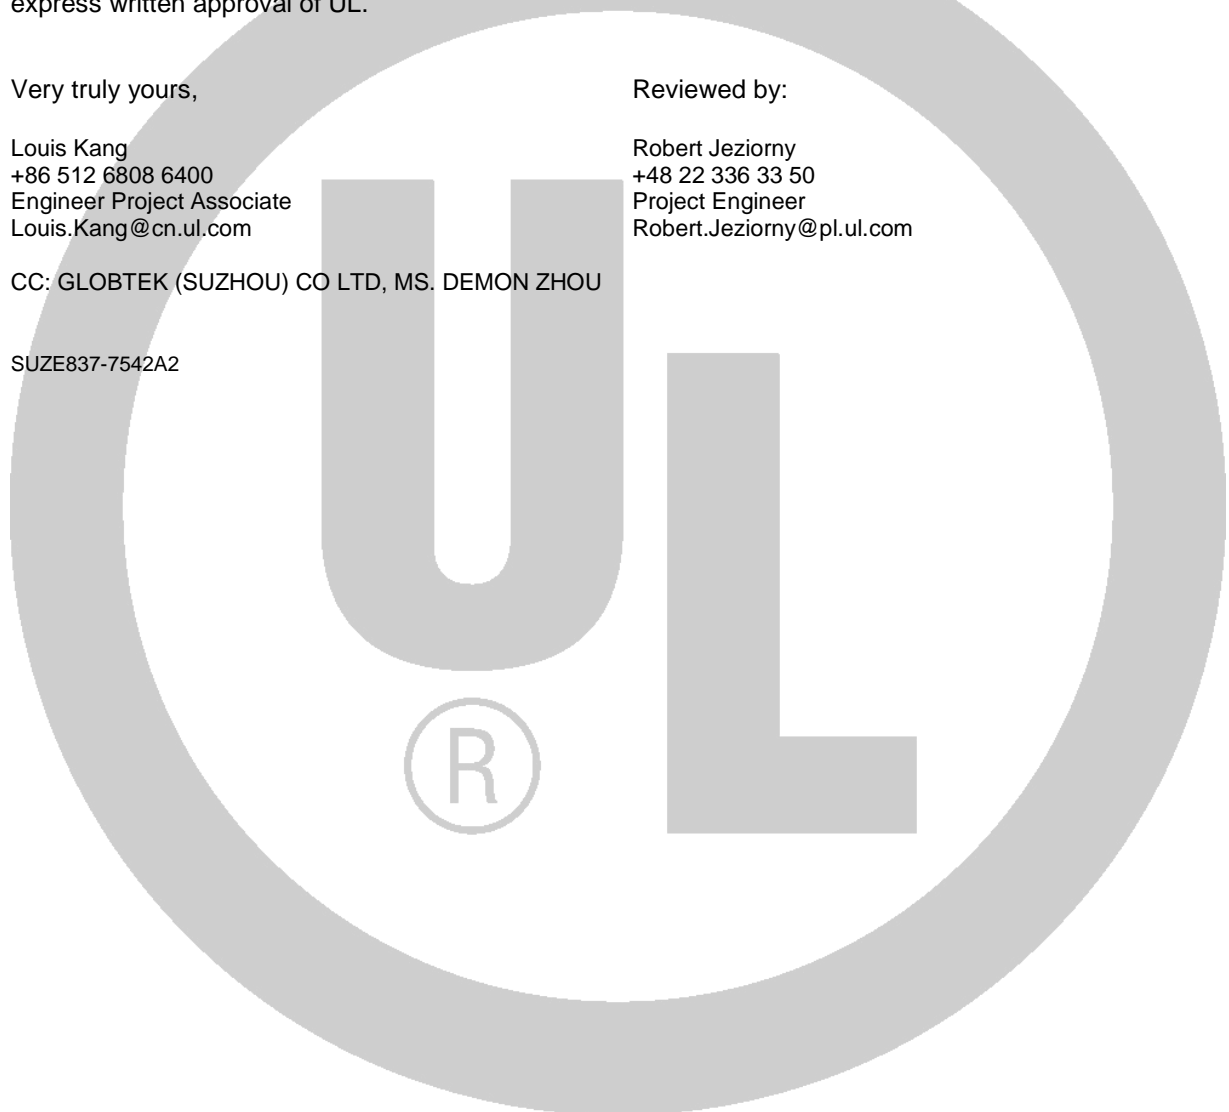 express written approval of UL.
Very truly yours,
Reviewed by:
Louis Kang
+86 512 6808 6400
Engineer Project Associate
Louis.Kang@cn.ul.com
Robert Jeziorny
+48 22 336 33 50
Project Engineer
Robert.Jeziorny@pl.ul.com
CC: GLOBTEK (SUZHOU) CO LTD, MS. DEMON ZHOU
SUZE837-7542A2
UL
®